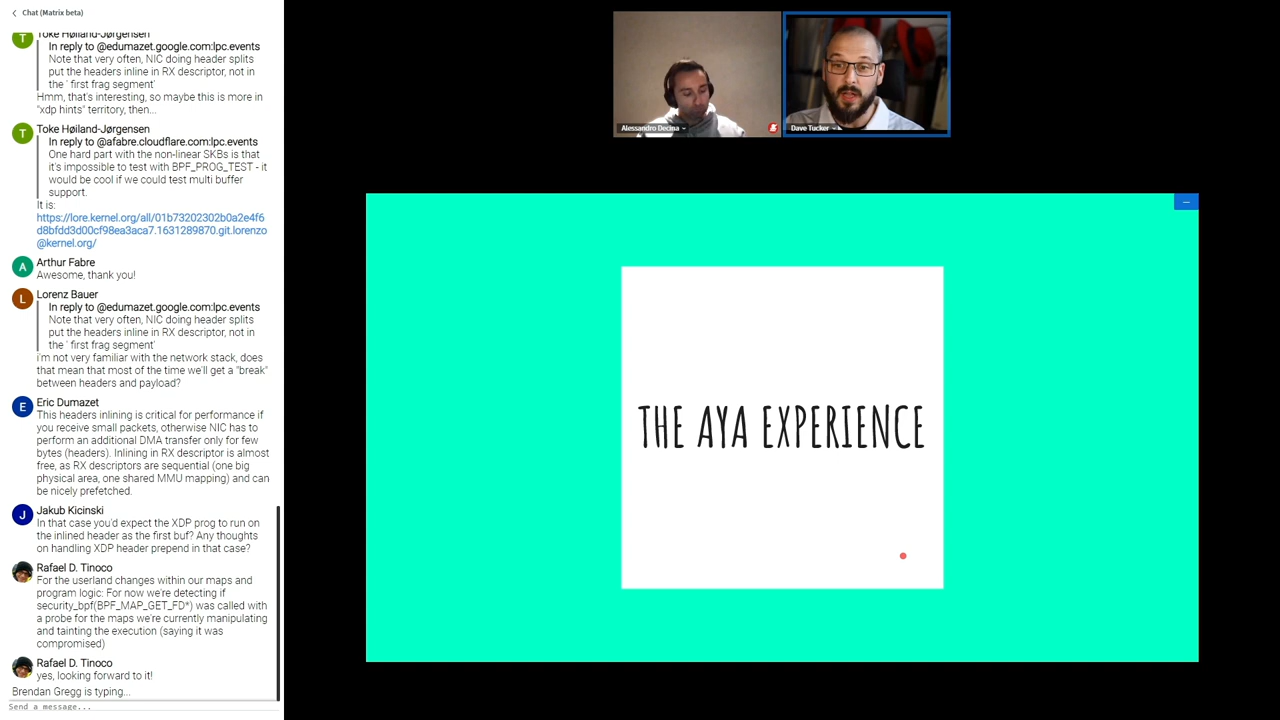 Chat (Matrix beta)
Toke Høiland-Jørgensen
In reply to @edumazet.google.com:lpc.events
Note that very often, NIC doing header splits
put the headers inline in RX descriptor, not in
the ' first frag segment'
Hmm, that's interesting, so maybe this is more in
"xdp hints" territory, then...
Toke Høiland-Jørgensen
In reply to @afabre.cloudflare.com:lpc.events
One hard part with the non-linear SKBs is that
it's impossible to test with BPF_PROG_TEST - it
would be cool if we could test multi buffer
support.
It is:
https://lore.kernel.org/all/01b73202302b0a2e4f6
d8bfdd3d00cf98ea3aca7.1631289870.git.lorenzo
@kernel.org/
Arthur Fabre
Awesome, thank you!
Lorenz Bauer
In reply to @edumazet.google.com:lpc.events
Note that very often, NIC doing header splits
put the headers inline in RX descriptor, not in
the ' first frag segment'
i'm not very familiar with the network stack, does
that mean that most of the time we'll get a "break"
between headers and payload?
Eric Dumazet
This headers inlining is critical for performance if
you receive small packets, otherwise NIC has to
perform an additional DMA transfer only for few
bytes (headers). Inlining in RX descriptor is almost
free, as RX descriptors are sequential (one big
physical area, one shared MMU mapping) and can
be nicely prefetched.
Jakub Kicinski
In that case you'd expect the XDP prog to run on
the inlined header as the first buf? Any thoughts
on handling XDP header prepend in that case?
Rafael D. Tinoco
For the userland changes within our maps and
program logic: For now we're detecting if
security_bpf(BPF_MAP_GET_FD*) was called with
a probe for the maps we're currently manipulating
and tainting the execution (saying it was
compromised)
Rafael D. Tinoco
yes, looking forward to it!
Brendan Gregg is typing...
Send a message...
Alessandro Decina
Dave Tucker
THE AYA EXPERIENCE